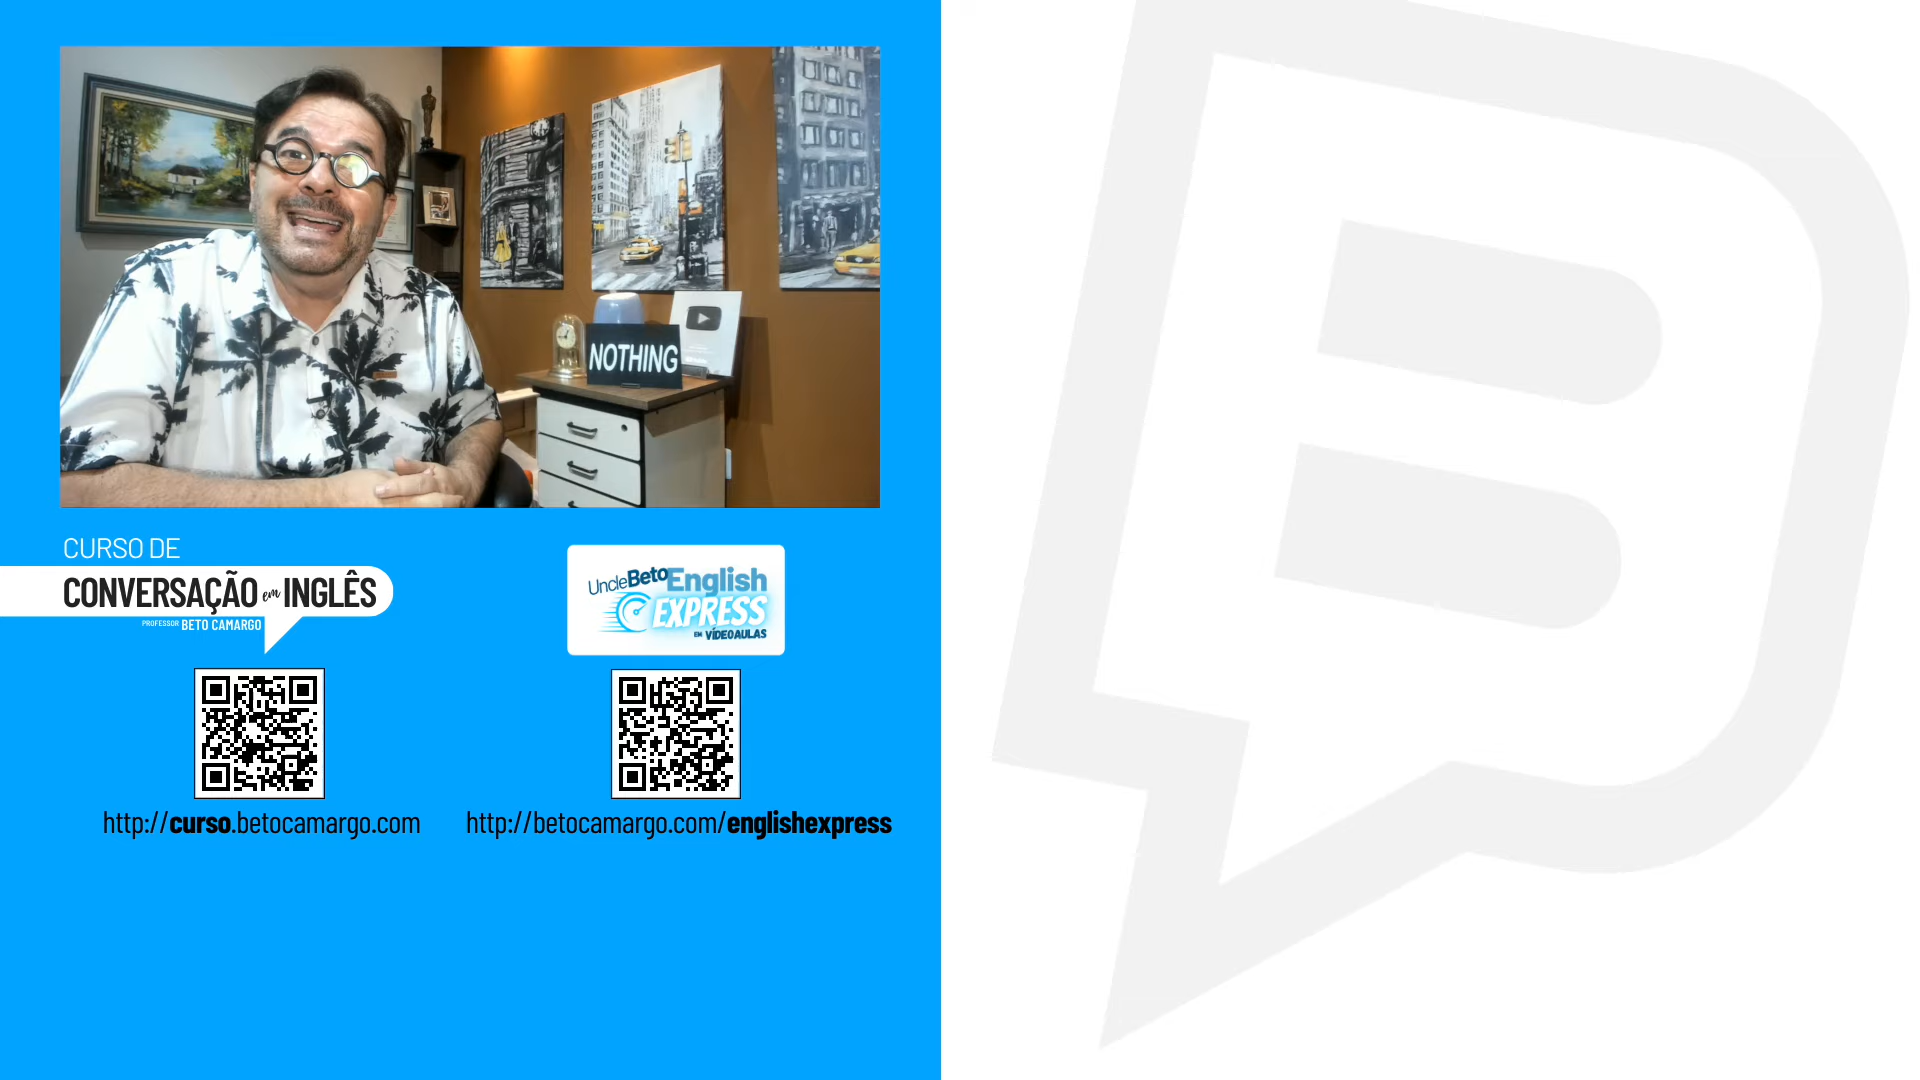 NOTHING
CURSO DE
CONVERSAÇÃO em INGLÊS
PROFESSOR BETO CAMARGO
UncleBeto English
EXPRESS
EM VÍDEOAULAS
http://curso.betocamargo.com
http://betocamargo.com/englishexpress
B